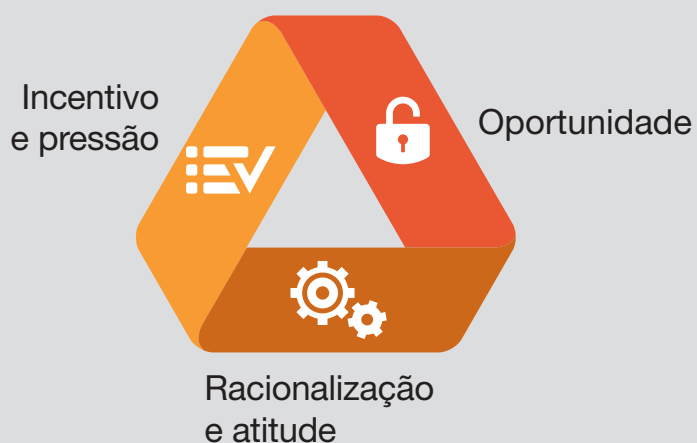 Incentivo
e pressão
Oportunidade
Racionalização
e atitude